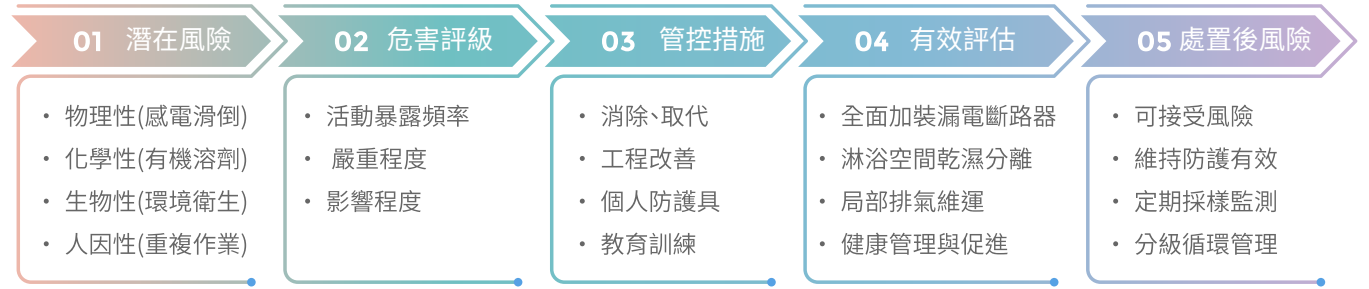 01 潛在風險
• 物理性(感電滑倒)
• 化學性(有機溶劑)
• 生物性(環境衛生)
• 人因性(重複作業)
02 危害評級
• 活動暴露頻率
• 嚴重程度
• 影響程度
03 管控措施
• 消除、取代
• 工程改善
• 個人防護具
• 教育訓練
04 有效評估
• 全面加裝漏電斷路器
• 淋浴空間乾濕分離
• 局部排氣維運
• 健康管理與促進
05 處置後風險
• 可接受風險
• 維持防護有效
• 定期採樣監測
• 分級循環管理